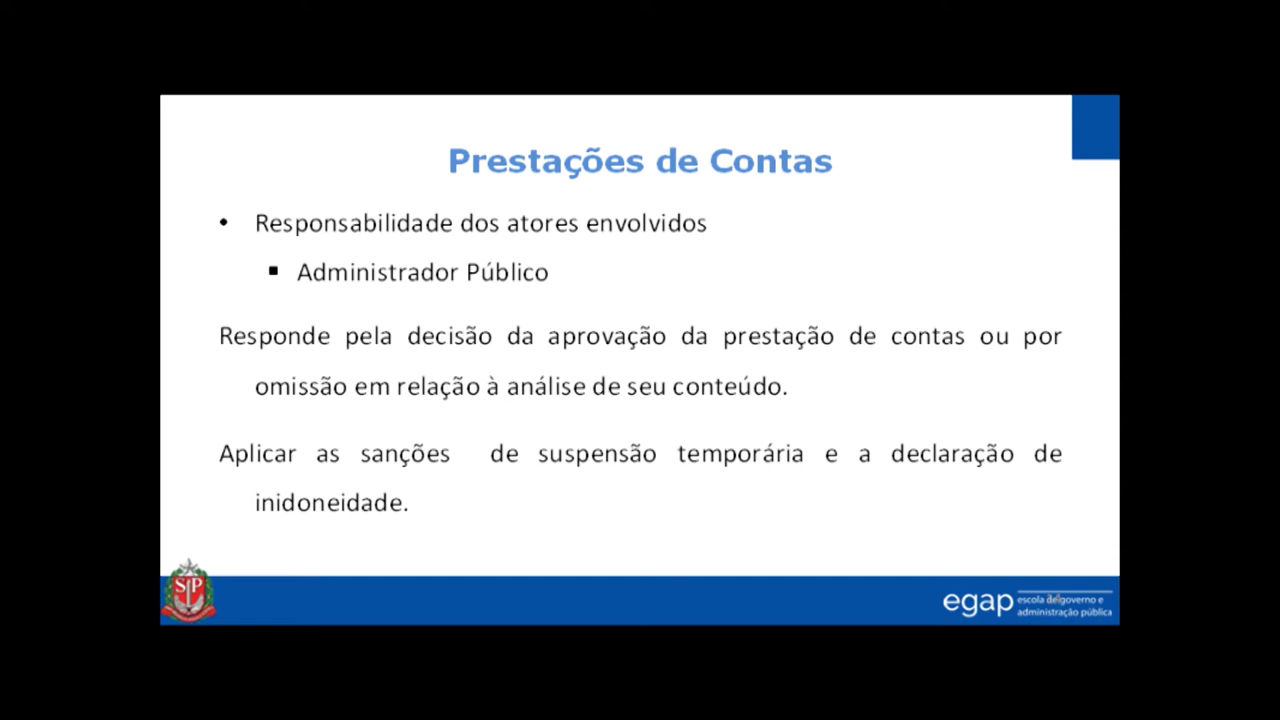 Prestações de Contas
• Responsabilidade dos atores envolvidos
▪ Administrador Público
Responde pela decisão da aprovação da prestação de contas ou por
omissão em relação à análise de seu conteúdo.
Aplicar as sanções de suspensão temporária e a declaração de
inidoneidade.
SP
egap
escola de governo e
administração pública